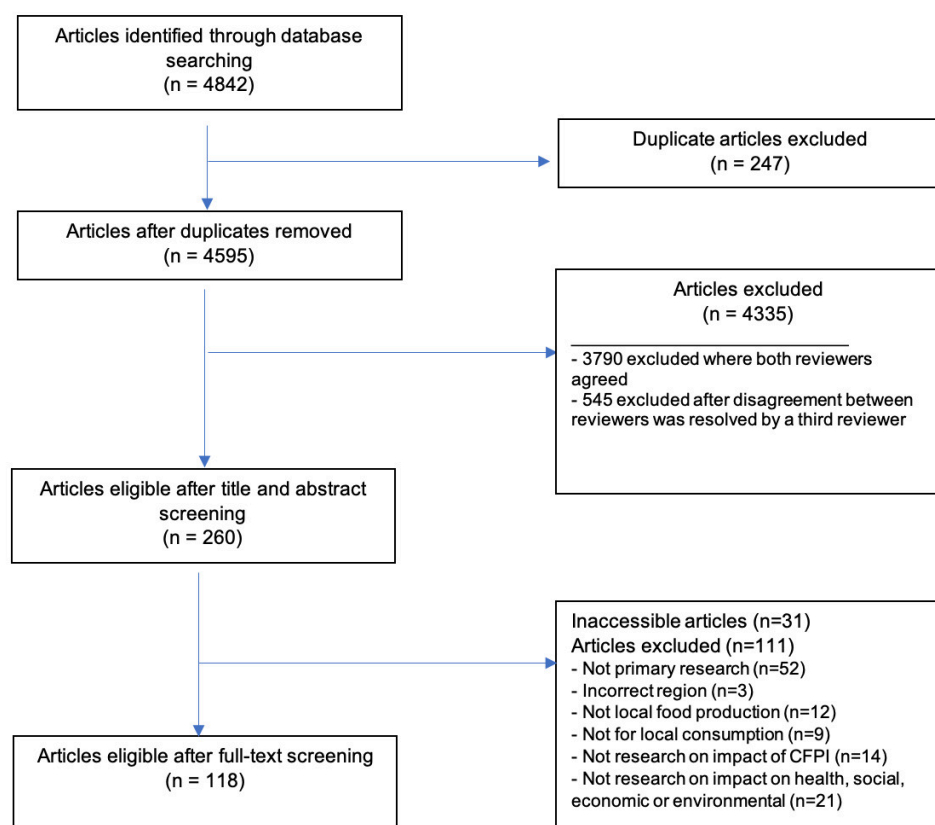 Articles identified through database
searching
(n = 4842)
Duplicate articles excluded
(n = 247)
Articles after duplicates removed
(n = 4595)
Articles excluded
(n = 4335)
- 3790 excluded where both reviewers
agreed
- 545 excluded after disagreement between
reviewers was resolved by a third reviewer
Articles eligible after title and abstract
screening
(n = 260)
Inaccessible articles (n=31)
Articles excluded (n=111)
- Not primary research (n=52)
- Incorrect region (n=3)
- Not local food production (n=12)
- Not for local consumption (n=9)
- Not research on impact of CFPI (n=14)
- Not research on impact on health, social,
economic or environmental (n=21)
Articles eligible after full-text screening
(n = 118)